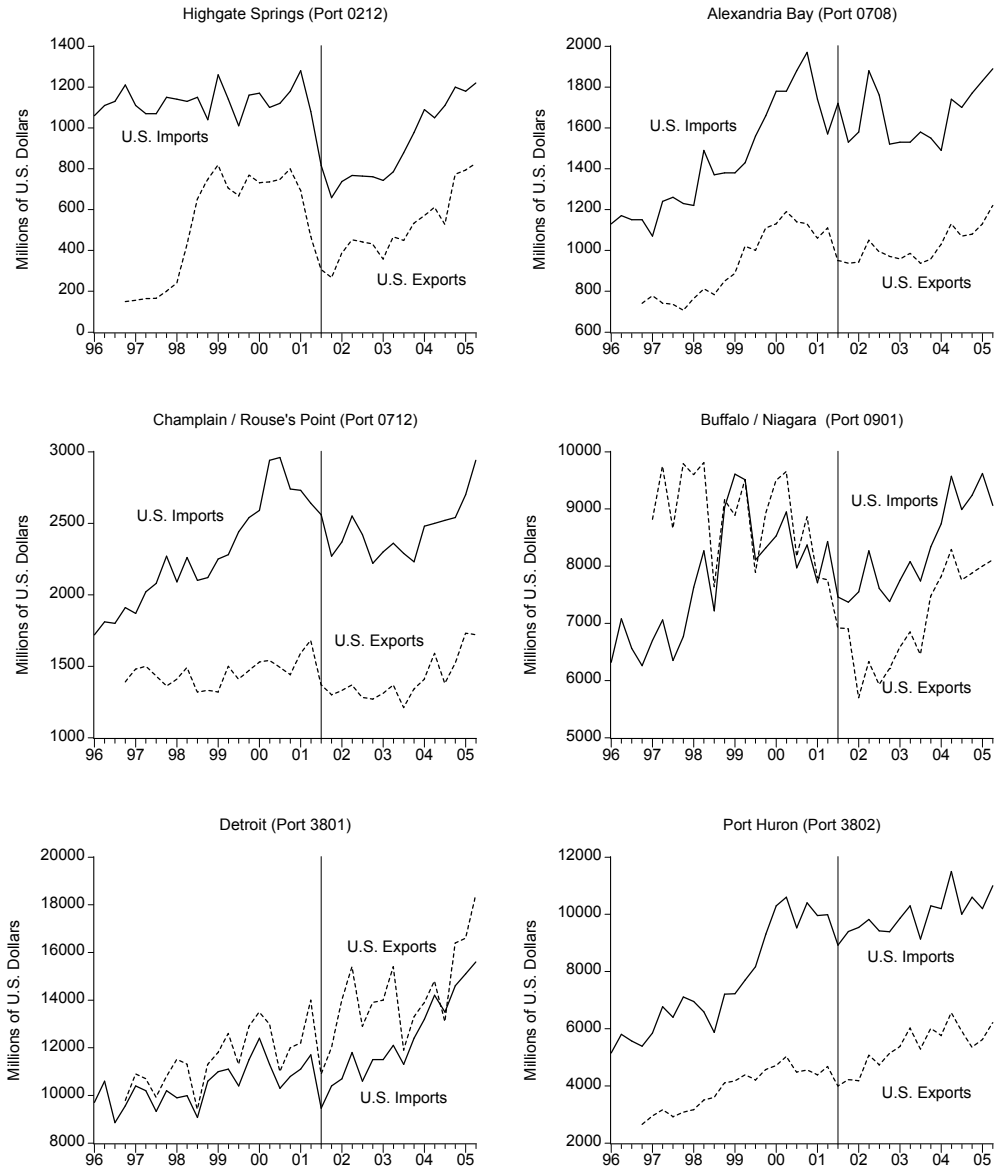 Highgate Springs (Port 0212)
Millions of U.S. Dollars
1400
1200
1000
800
600
400
200
0
U.S. Imports
U.S. Exports
96 97 98 99 00 01 02 03 04 05
Alexandria Bay (Port 0708)
Millions of U.S. Dollars
2000
1800
1600
1400
1200
1000
800
600
U.S. Imports
U.S. Exports
96 97 98 99 00 01 02 03 04 05
Champlain / Rouse's Point (Port 0712)
Millions of U.S. Dollars
3000
2500
2000
1500
1000
U.S. Imports
U.S. Exports
96 97 98 99 00 01 02 03 04 05
Buffalo / Niagara (Port 0901)
Millions of U.S. Dollars
10000
9000
8000
7000
6000
5000
U.S. Imports
U.S. Exports
96 97 98 99 00 01 02 03 04 05
Detroit (Port 3801)
Millions of U.S. Dollars
20000
18000
16000
14000
12000
10000
8000
U.S. Exports
U.S. Imports
96 97 98 99 00 01 02 03 04 05
Port Huron (Port 3802)
Millions of U.S. Dollars
12000
10000
8000
6000
4000
2000
U.S. Imports
U.S. Exports
96 97 98 99 00 01 02 03 04 05